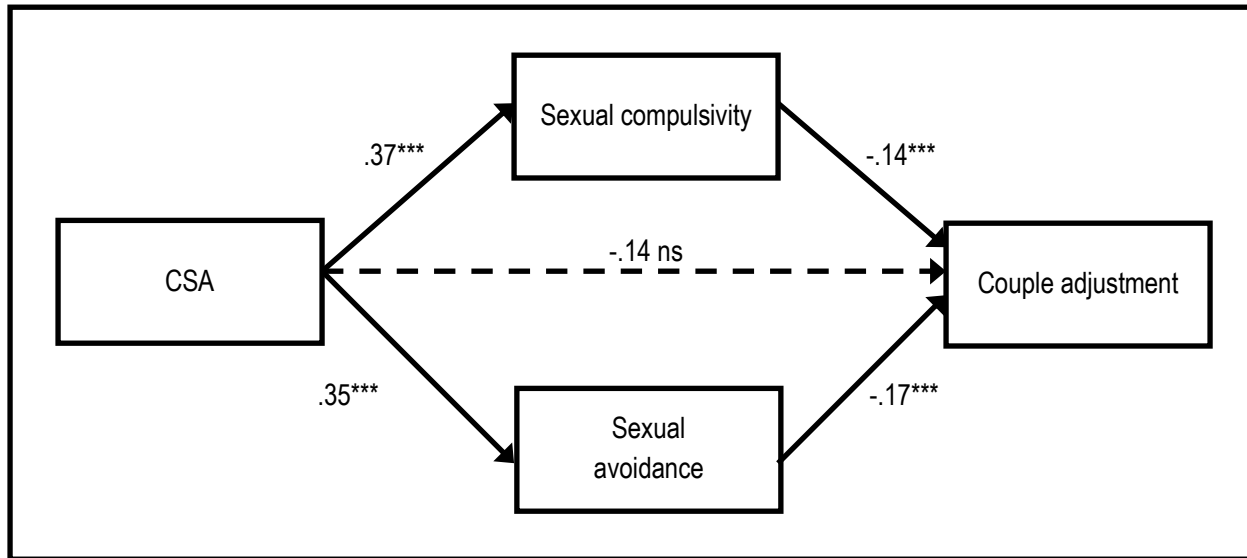 Sexual compulsivity
.37***
-.14***
CSA
-.14 ns
Couple adjustment
.35***
-.17***
Sexual
avoidance